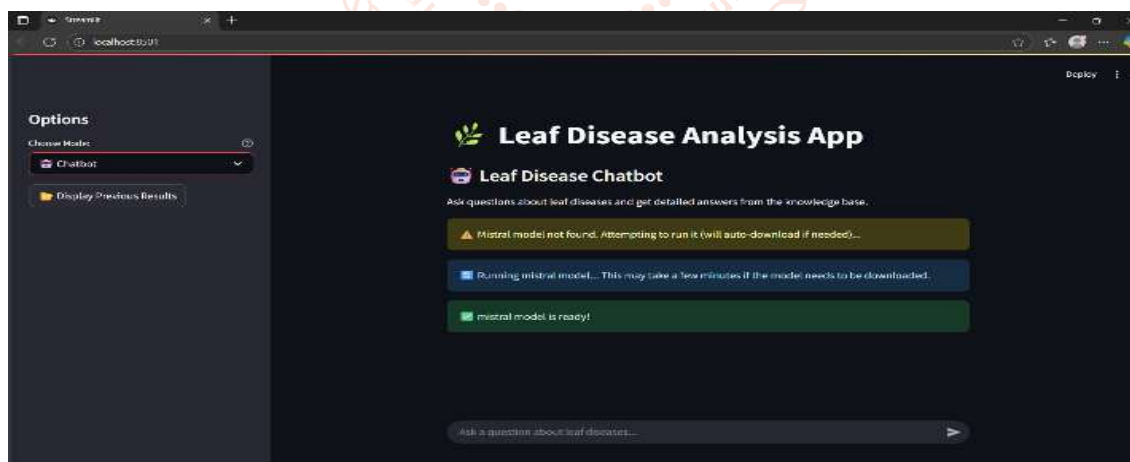 Streamlit
localhost:8501
Deploy
Options
Choose Mode:
Chatbot
Display Previous Results
Leaf Disease Analysis App
Leaf Disease Chatbot
Ask questions about leaf diseases and get detailed answers from the knowledge base.
Mistral model not found. Attempting to run it (will auto-download if needed)...
Running mistral model... This may take a few minutes if the model needs to be downloaded.
mistral model is ready!
Ask a question about leaf diseases...